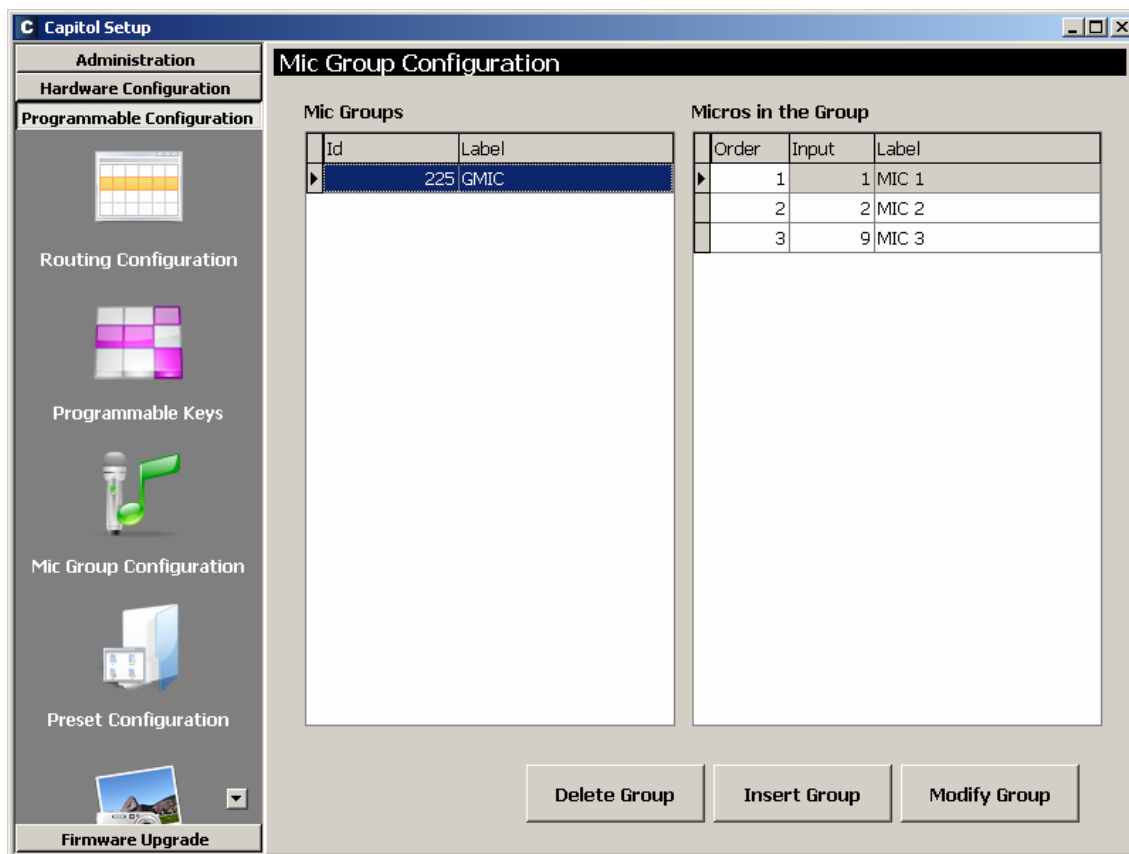 C Capitol Setup
Administration
Hardware Configuration
Programmable Configuration
Routing Configuration
Programmable Keys
Mic Group Configuration
Preset Configuration
Firmware Upgrade
Mic Group Configuration
Mic Groups
Id Label
225 GMIC
Micros in the Group
Order Input Label
1 1 MIC 1
2 2 MIC 2
3 9 MIC 3
Delete Group Insert Group Modify Group